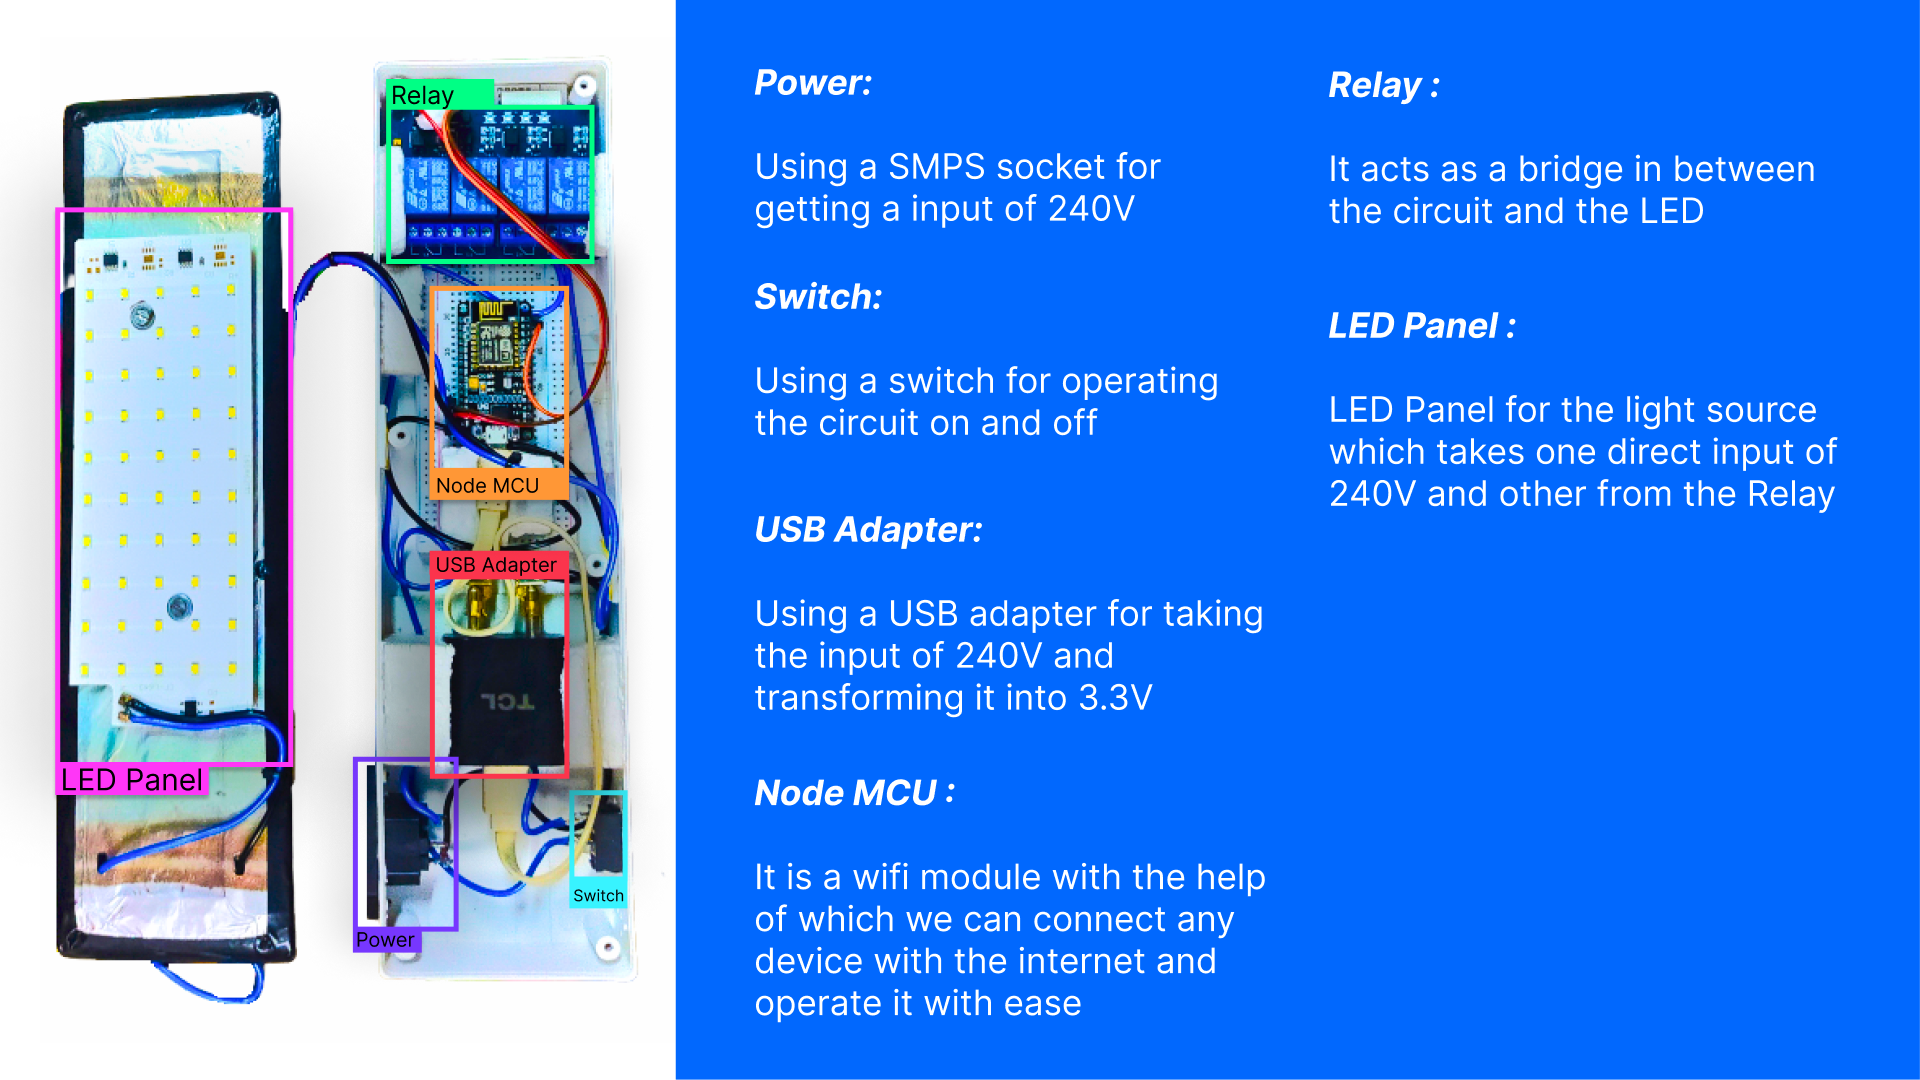 Relay
Node MCU
USB Adapter
TCL
LED Panel
Switch
Power
Power:
Using a SMPS socket for
getting a input of 240V
Switch:
Using a switch for operating
the circuit on and off
USB Adapter:
Using a USB adapter for taking
the input of 240V and
transforming it into 3.3V
Node MCU :
It is a wifi module with the help
of which we can connect any
device with the internet and
operate it with ease
Relay :
It acts as a bridge in between
the circuit and the LED
LED Panel :
LED Panel for the light source
which takes one direct input of
240V and other from the Relay